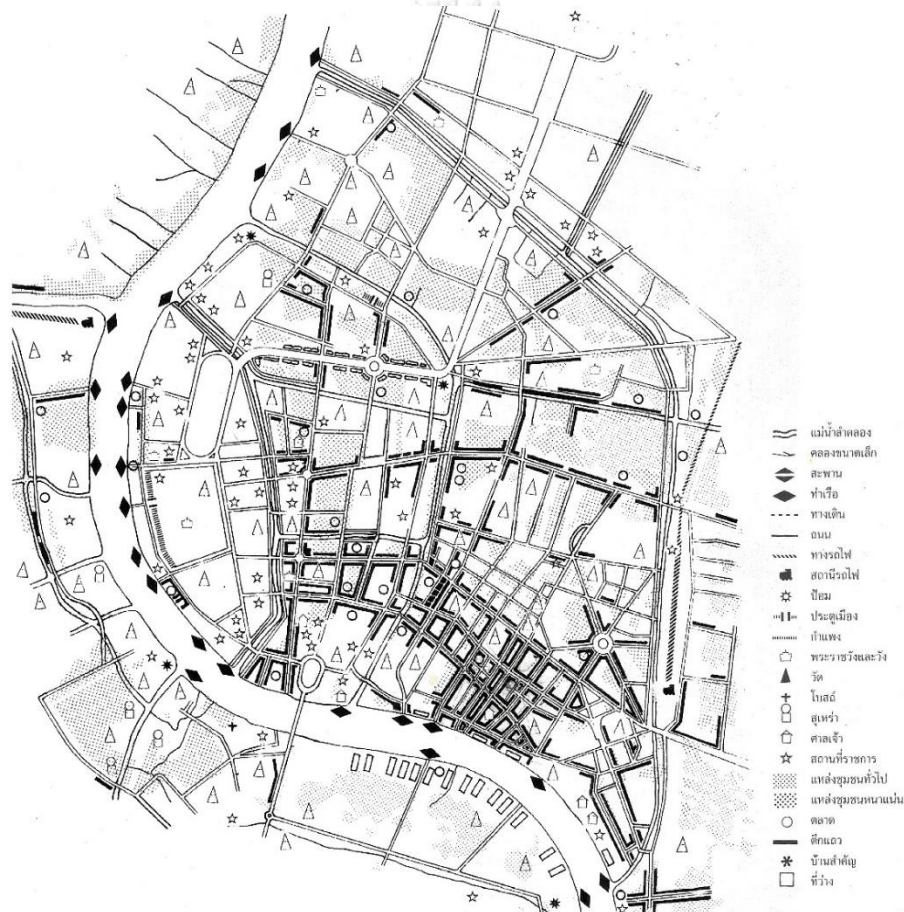 แม่น้ำลำคลอง
คลองขนาดเล็ก
สะพาน
ท่าเรือ
ทางเดิน
ถนน
ทางรถไฟ
สถานีรถไฟ
ป้อม
ประตูเมือง
กำแพง
พระราชวังและวัง
วัด
โบสถ์
สุเหร่า
ศาลเจ้า
สถานที่ราชการ
แหล่งชุมชนทั่วไป
แหล่งชุมชนหนาแน่น
ตลาด
ตึกแถว
บ้านสำคัญ
ที่ว่าง